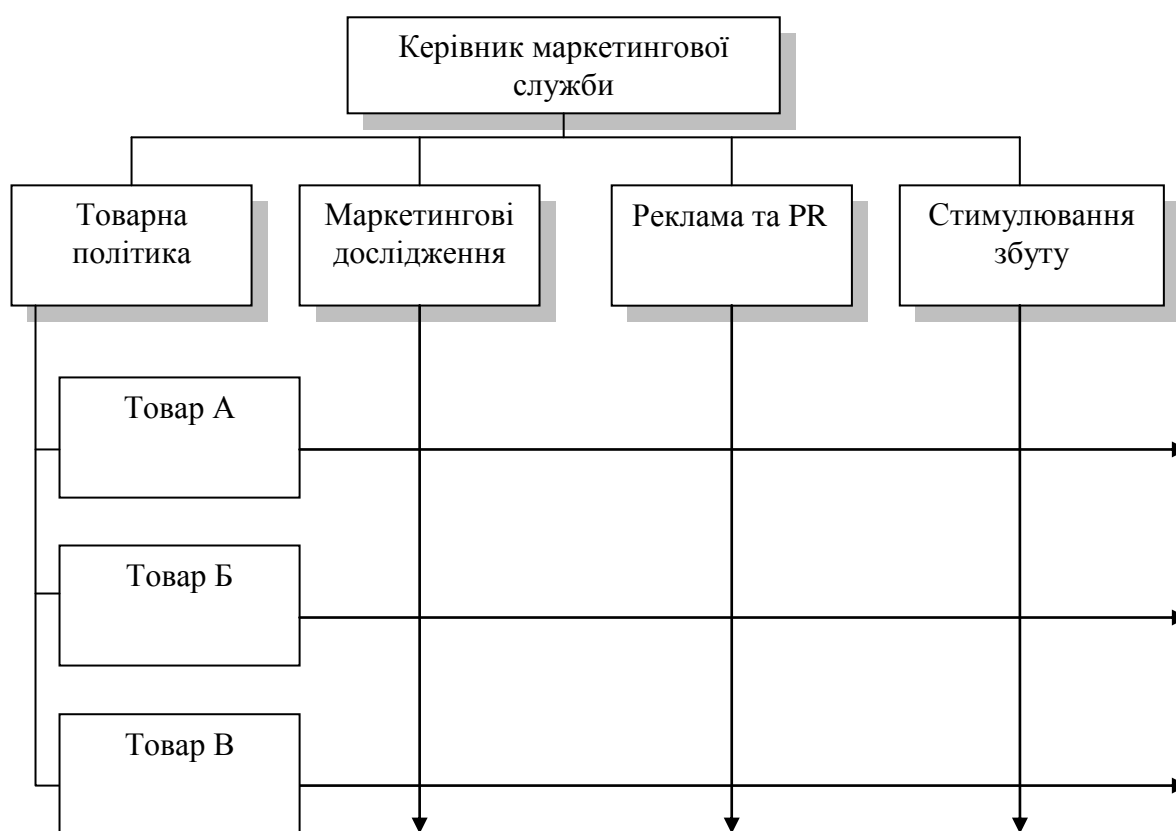 Керівник маркетингової
служби
Товарна
політика
Маркетингові
дослідження
Реклама та PR
Стимулювання
збуту
Товар А
Товар Б
Товар В